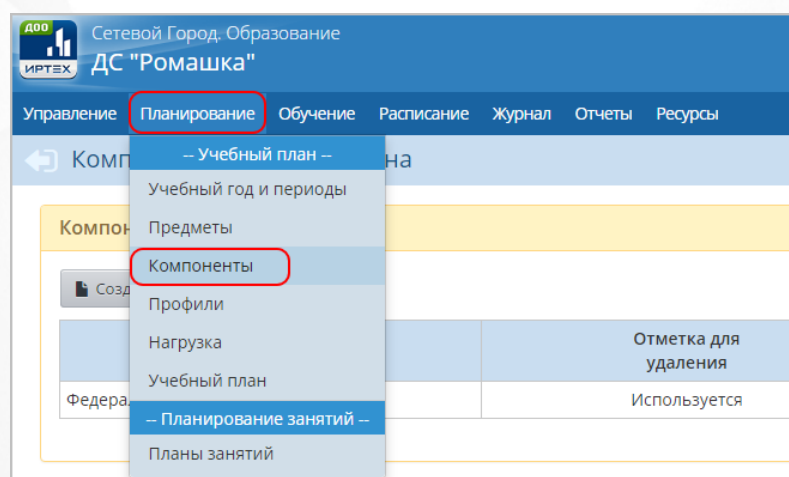 ДОО
ИРТЕХ
Сетевой Город. Образование
ДС "Ромашка"
Управление Планирование Обучение Расписание Журнал Отчеты Ресурсы
-- Учебный план --
Учебный год и периоды
Предметы
Компоненты
Профили
Нагрузка
Учебный план
-- Планирование занятий --
Планы занятий
Отметка для
удаления
Используется